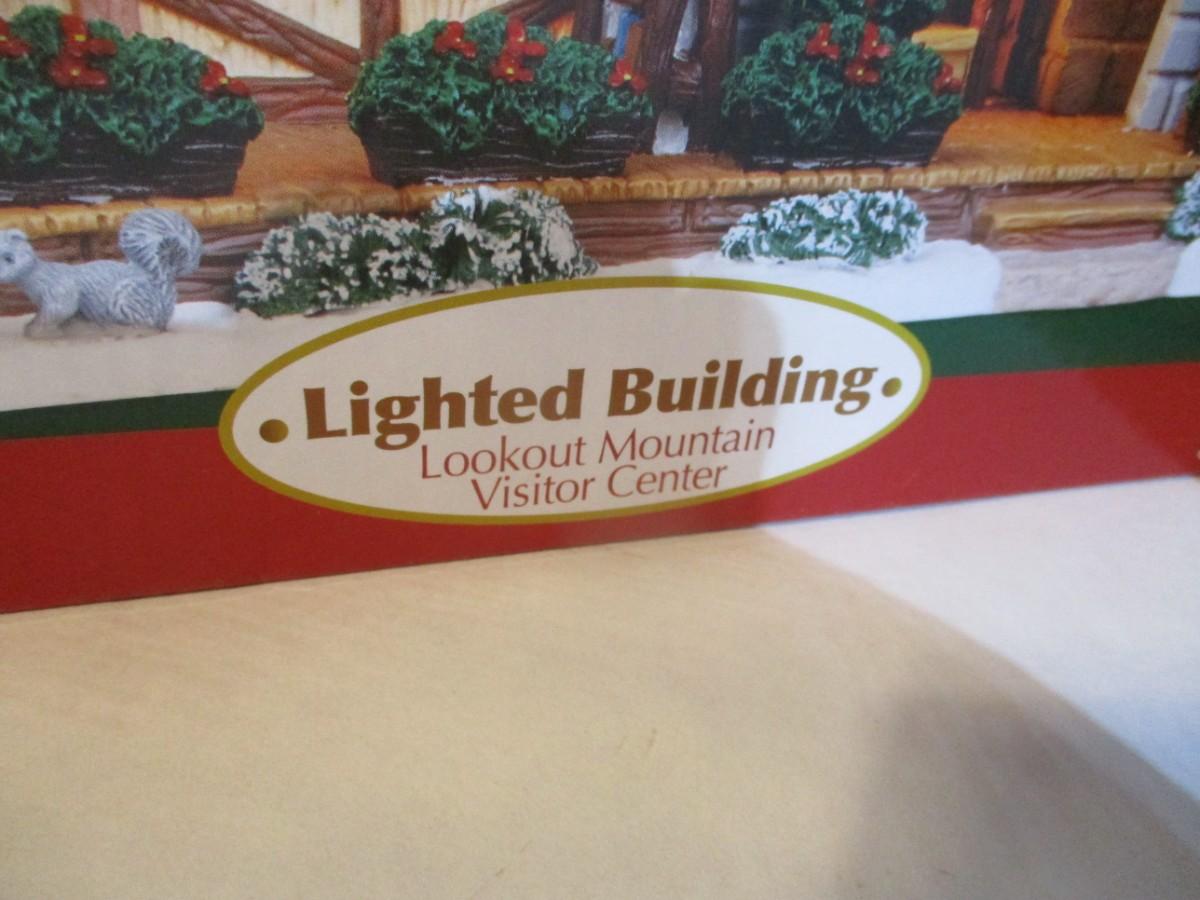 • Lighted Building •
Lookout Mountain
Visitor Center